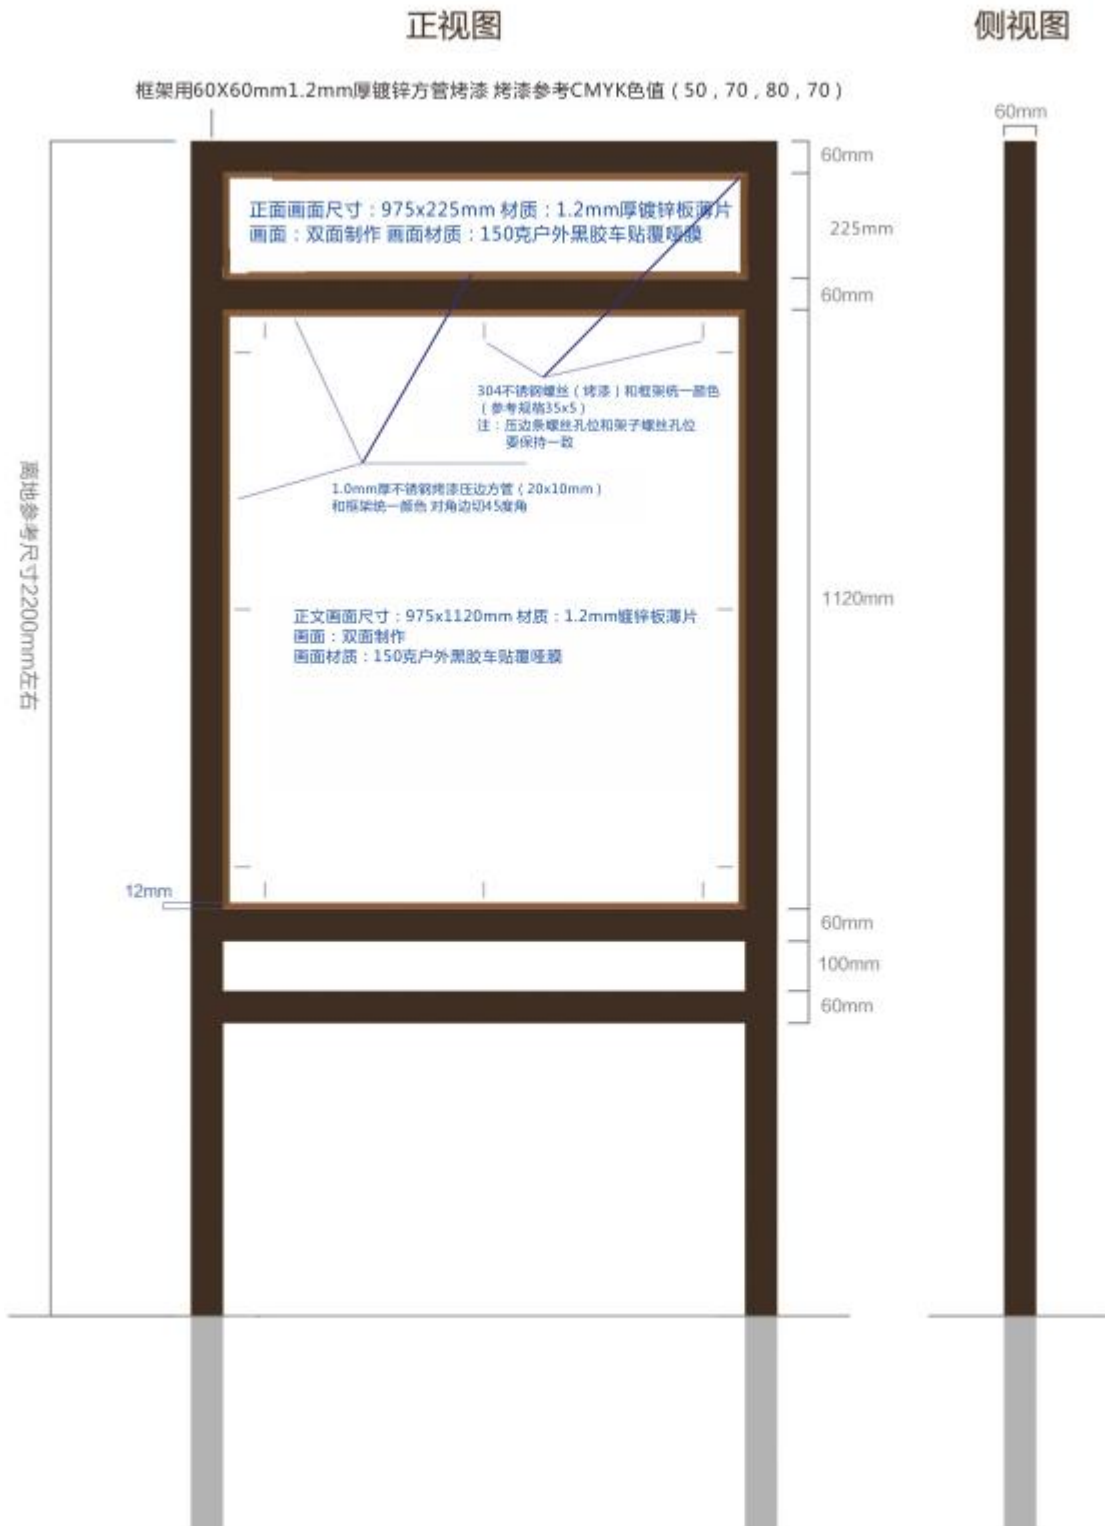 正视图
侧视图
框架用60X60mm1.2mm厚镀锌方管烤漆 烤漆参考CMYK色值（50，70，80，70）
60mm
60mm
正面画面尺寸：975x225mm 材质：1.2mm厚镀锌板薄片
画面：双面制作 画面材质：150克户外黑胶车贴覆哑膜
225mm
60mm
304不锈钢螺丝（烤漆）和框架统一颜色
（参考规格35x5）
注：压边条螺丝孔位和架子螺丝孔位
要保持一致
1.0mm厚不锈钢烤漆压边方管（20x10mm）
和框架统一颜色 对角边切45度角
离地参考尺寸2200mm左右
1120mm
正文画面尺寸：975x1120mm 材质：1.2mm镀锌板薄片
画面：双面制作
画面材质：150克户外黑胶车贴覆哑膜
12mm
60mm
100mm
60mm